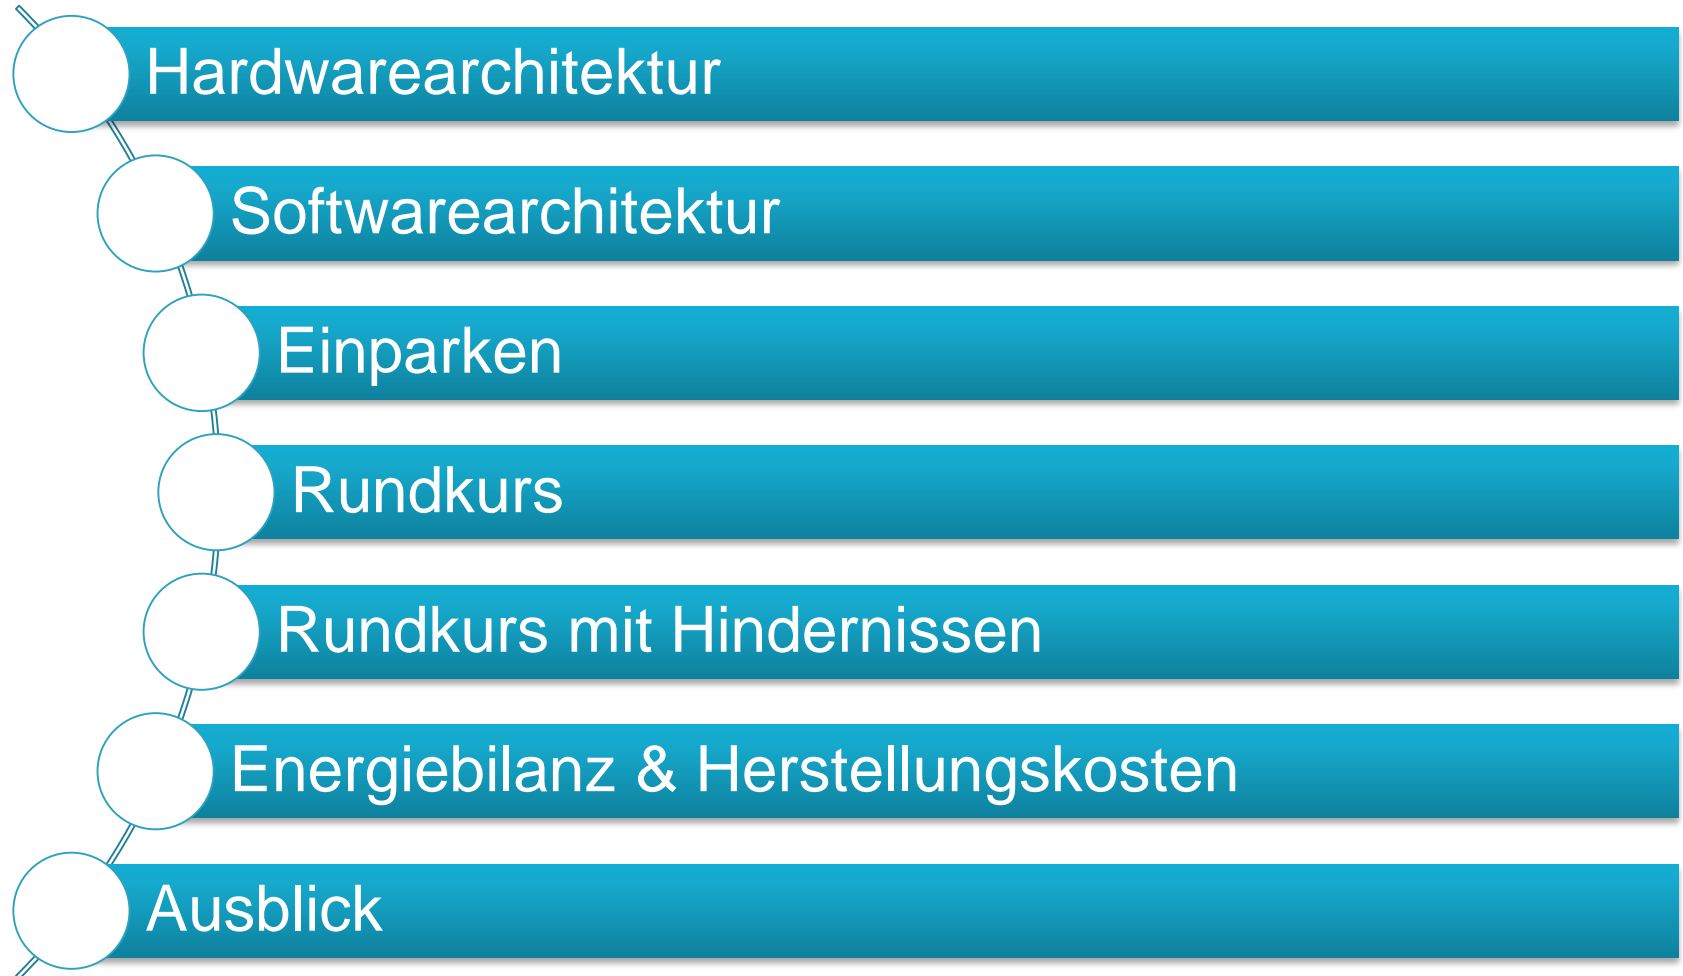 Hardwarearchitektur
Softwarearchitektur
Einparken
Rundkurs
Rundkurs mit Hindernissen
Energiebilanz & Herstellungskosten
Ausblick